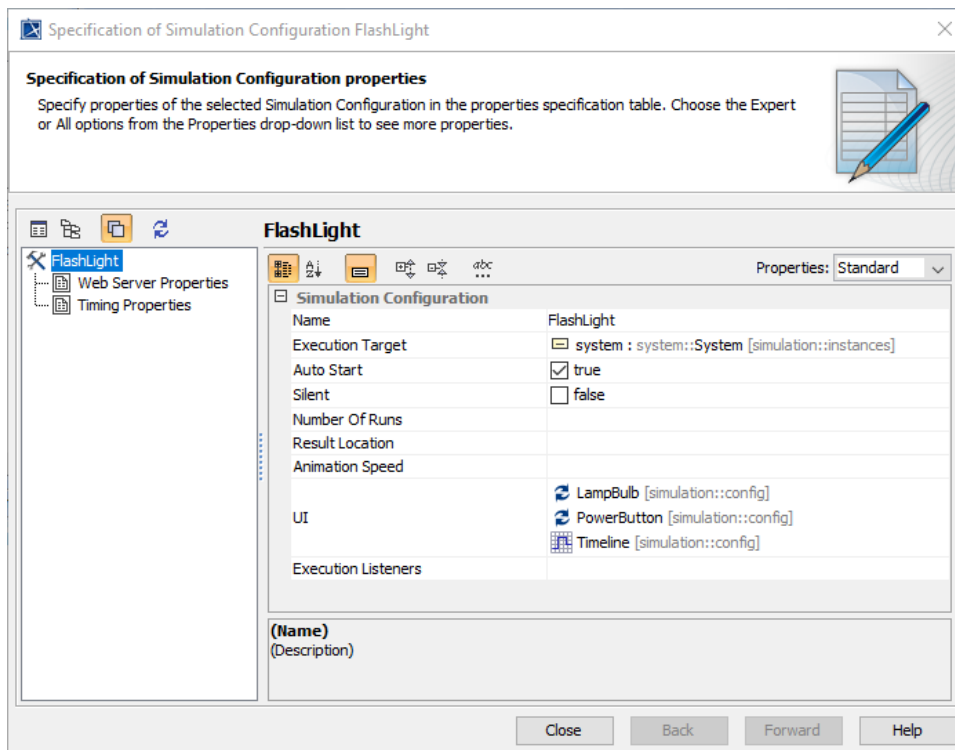 Specification of Simulation Configuration FlashLight
Specification of Simulation Configuration properties
Specify properties of the selected Simulation Configuration in the properties specification table. Choose the Expert
or All options from the Properties drop-down list to see more properties.
FlashLight
Web Server Properties
Timing Properties
FlashLight
AZ
abc
Properties: Standard
Simulation Configuration
Name FlashLight
Execution Target system : system::System [simulation::instances]
Auto Start true
Silent false
Number Of Runs
Result Location
Animation Speed
UI
LampBulb [simulation::config]
PowerButton [simulation::config]
Timeline [simulation::config]
Execution Listeners
(Name)
(Description)
Close Back Forward Help